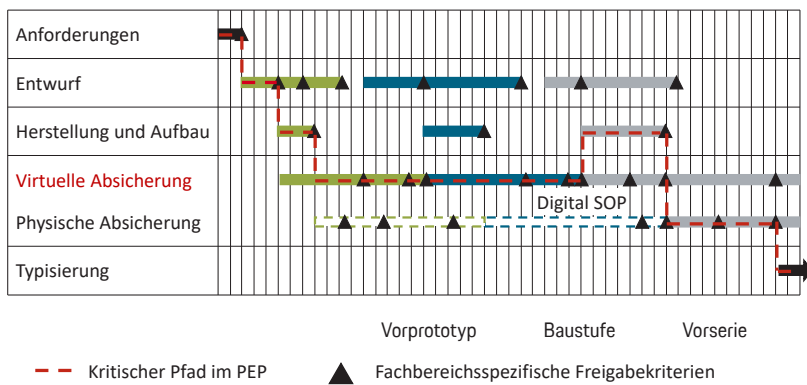 Anforderungen
Entwurf
Herstellung und Aufbau
Virtuelle Absicherung
Digital SOP
Physische Absicherung
Typisierung
Vorprototyp Baustufe Vorserie
Kritischer Pfad im PEP Fachbereichsspezifische Freigabekriterien